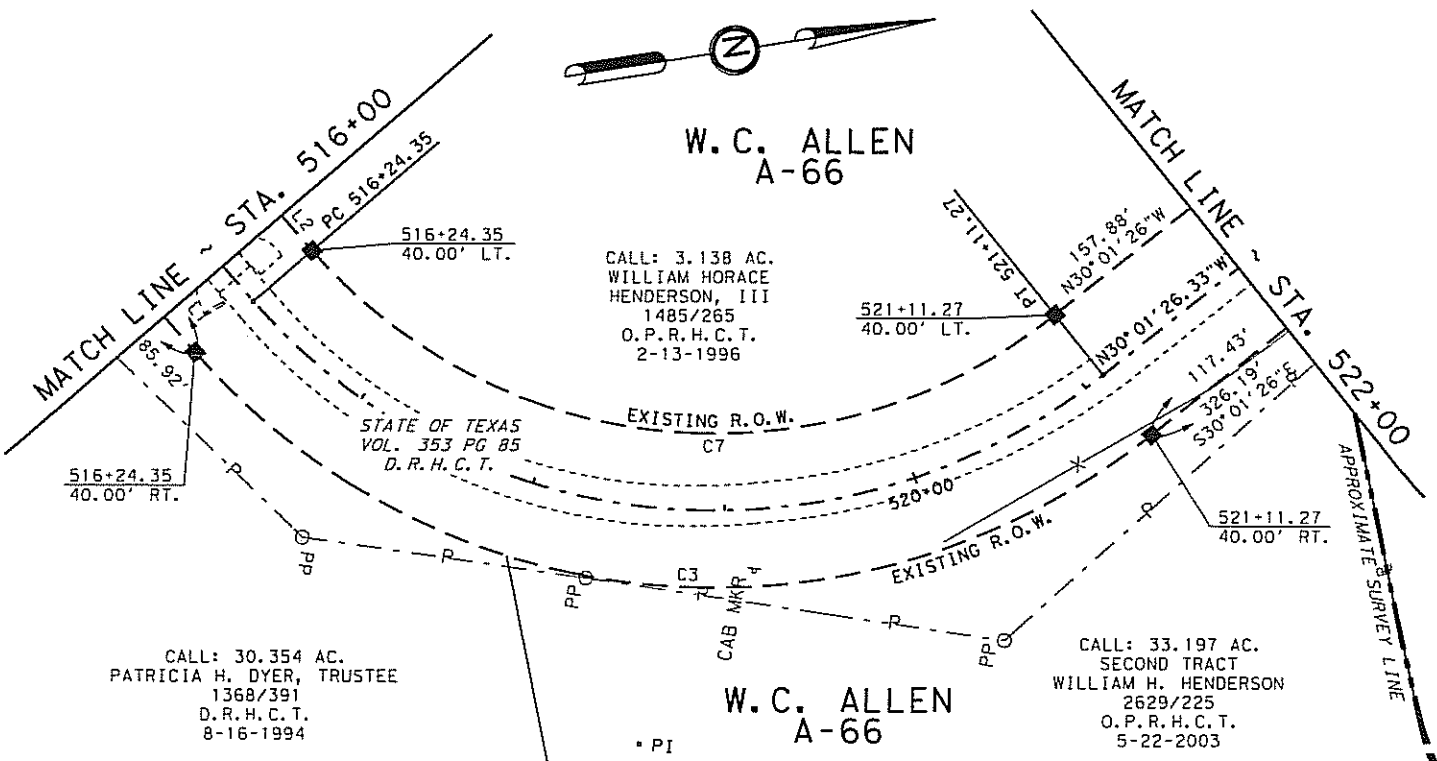 N
MATCH LINE ~ STA. 516+00
L2
PC 516+24.35
516+24.35
40.00' LT.
W.C. ALLEN
A-66
CALL: 3.138 AC.
WILLIAM HORACE
HENDERSON, III
1485/265
O.P.R.H.C.T.
2-13-1996
PT 521+11.27
157.88'
N30°01'26"W
521+11.27
40.00' LT.
N30°01'26.33"W
MATCH LINE ~ STA. 522+00
117.43'
326.19'
S30°01'26"E
85.92'
516+24.35
40.00' RT.
STATE OF TEXAS
VOL. 353 PG 85
D.R.H.C.T.
EXISTING R.O.W.
C7
520+00
EXISTING R.O.W.
521+11.27
40.00' RT.
APPROXIMATE SURVEY LINE
P
PP
P
PP
C3
CAB MKR
P
PP
P
CALL: 30.354 AC.
PATRICIA H. DYER, TRUSTEE
1368/391
D.R.H.C.T.
8-16-1994
W.C. ALLEN
A-66
PI
CALL: 33.197 AC.
SECOND TRACT
WILLIAM H. HENDERSON
2629/225
O.P.R.H.C.T.
5-22-2003